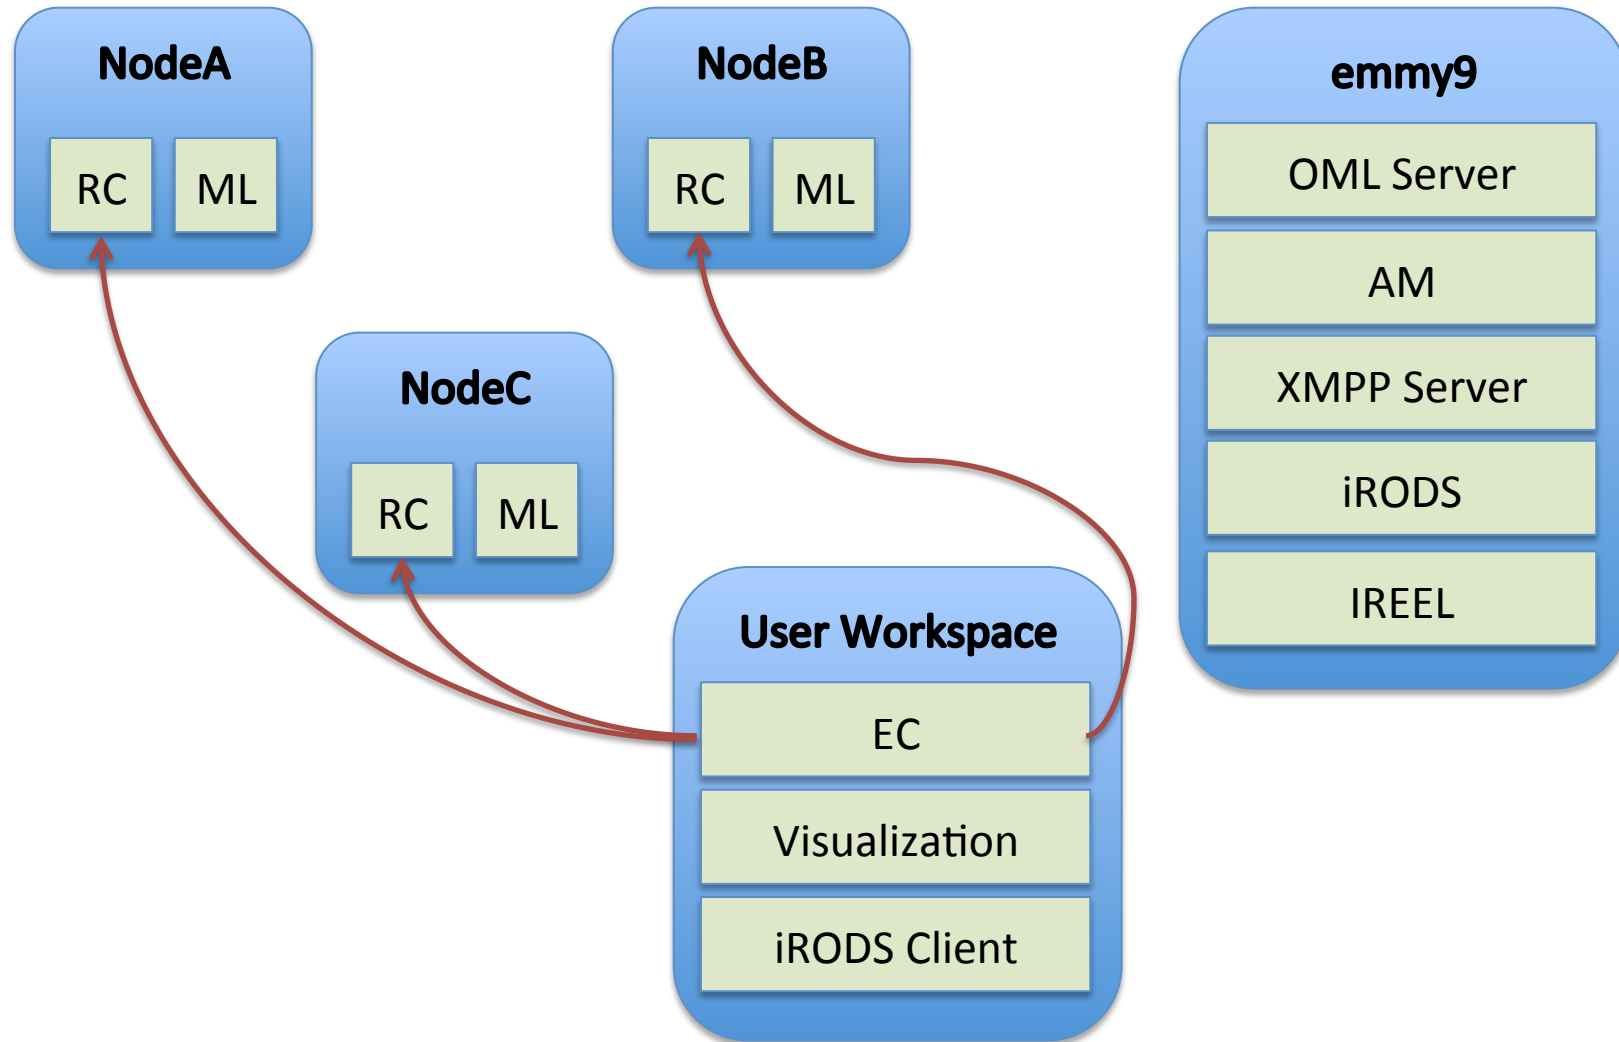 NodeA
RC
ML
NodeB
RC
ML
emmy9
OML Server
AM
XMPP Server
iRODS
IREEL
NodeC
RC
ML
User Workspace
EC
Visualization
iRODS Client